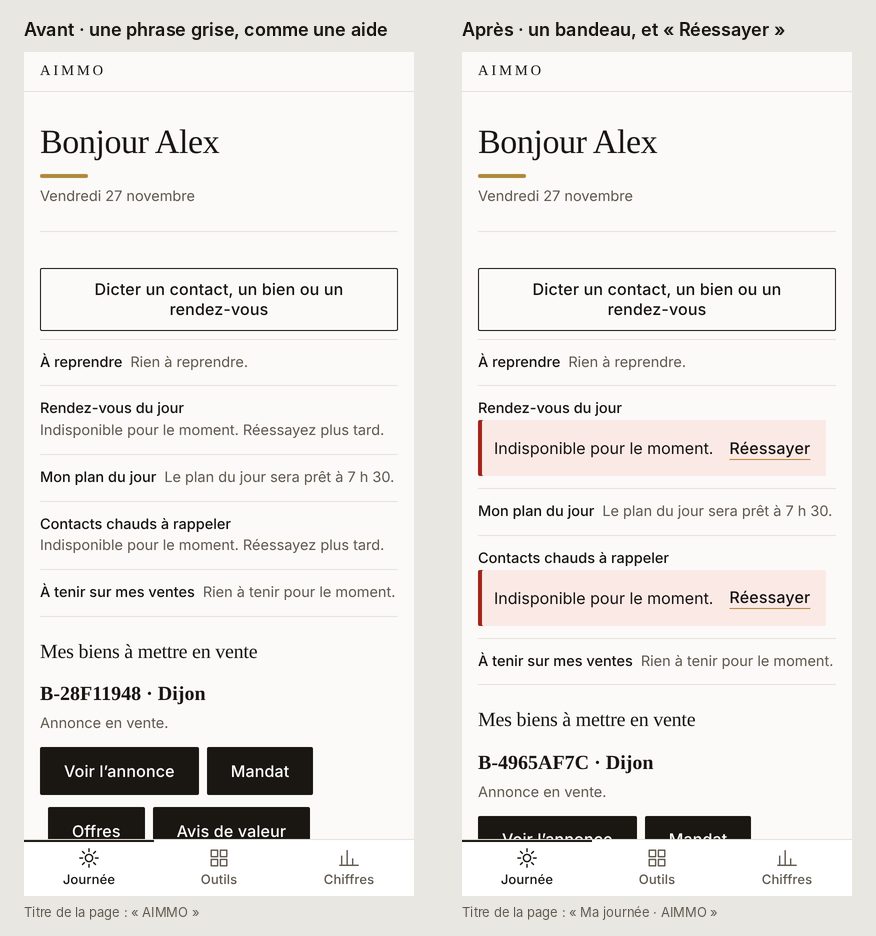 Avant · une phrase grise, comme une aide
AIMMO
Bonjour Alex
Vendredi 27 novembre
Dicter un contact, un bien ou un
rendez-vous
À reprendre Rien à reprendre.
Rendez-vous du jour
Indisponible pour le moment. Réessayez plus tard.
Mon plan du jour Le plan du jour sera prêt à 7 h 30.
Contacts chauds à rappeler
Indisponible pour le moment. Réessayez plus tard.
À tenir sur mes ventes Rien à tenir pour le moment.
Mes biens à mettre en vente
B-28F11948 · Dijon
Annonce en vente.
Voir l’annonce Mandat
Offres Avis de valeur
Journée Outils Chiffres
Titre de la page : « AIMMO »
Après · un bandeau, et « Réessayer »
AIMMO
Bonjour Alex
Vendredi 27 novembre
Dicter un contact, un bien ou un
rendez-vous
À reprendre Rien à reprendre.
Rendez-vous du jour
Indisponible pour le moment. Réessayer
Mon plan du jour Le plan du jour sera prêt à 7 h 30.
Contacts chauds à rappeler
Indisponible pour le moment. Réessayer
À tenir sur mes ventes Rien à tenir pour le moment.
Mes biens à mettre en vente
B-4965AF7C · Dijon
Annonce en vente.
Voir l’annonce Mandat
Journée Outils Chiffres
Titre de la page : « Ma journée · AIMMO »